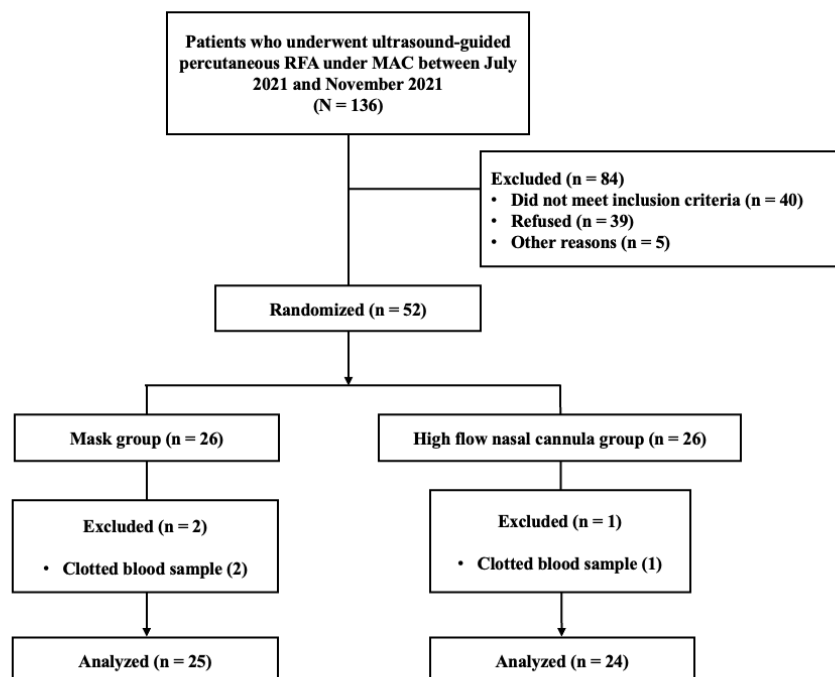 Patients who underwent ultrasound-guided
percutaneous RFA under MAC between July
2021 and November 2021
(N = 136)
Excluded (n = 84)
• Did not meet inclusion criteria (n = 40)
• Refused (n = 39)
• Other reasons (n = 5)
Randomized (n = 52)
Mask group (n = 26)
High flow nasal cannula group (n = 26)
Excluded (n = 2)
• Clotted blood sample (2)
Excluded (n = 1)
• Clotted blood sample (1)
Analyzed (n = 25)
Analyzed (n = 24)